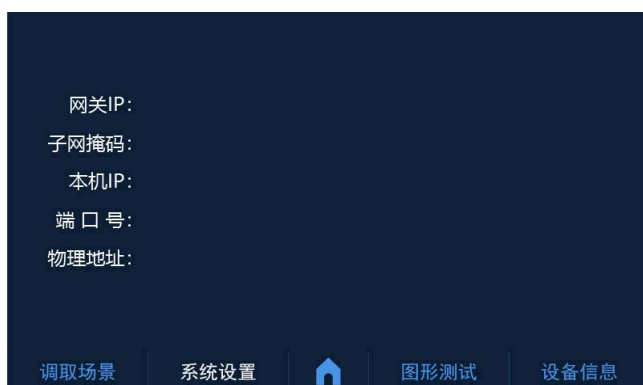 网关IP:
子网掩码:
本机IP:
端 口 号:
物理地址:
调取场景 系统设置 图形测试 设备信息